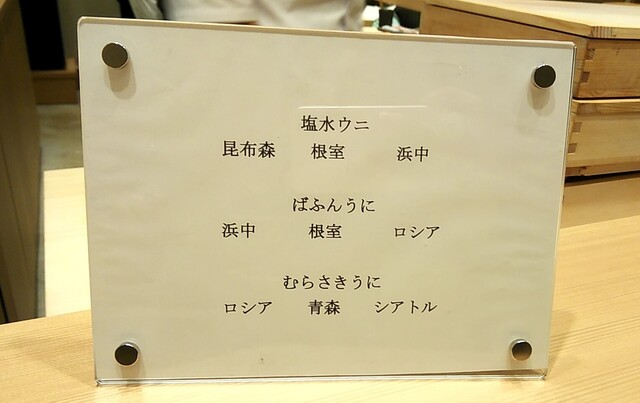 塩水ウニ
昆布森 根室 浜中
ばふんうに
浜中 根室 ロシア
むらさきうに
ロシア 青森 シアトル